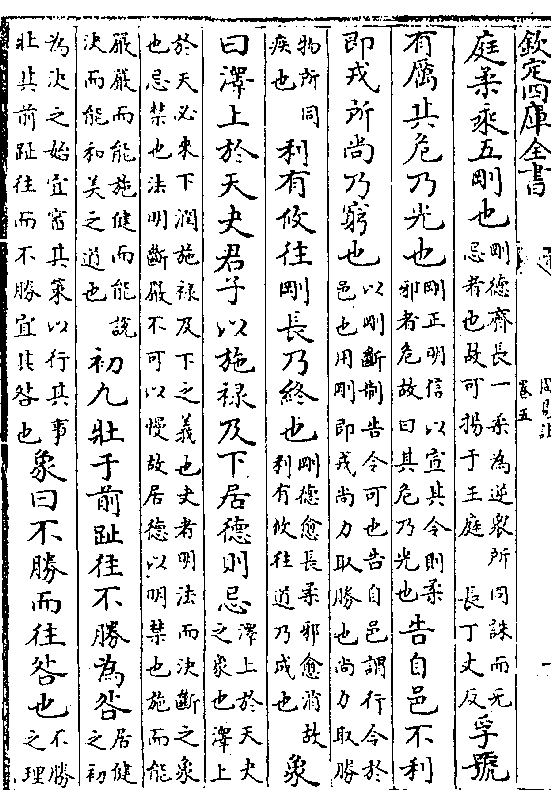 欽定四庫全書 周易注 卷五
庭柔乘五剛也剛德齊長一柔為逆衆所同誅而无忌者也故可揚于王庭 長丁丈反孚號
有厲其危乃光也剛正明信以宣其令則柔邪者危故曰其危乃光也告自邑不利
即戎所尚乃窮也以剛斷制告令可也告自邑謂行令於邑也用剛即戎尚力取勝也尚力取勝
物所同疾也利有攸往剛長乃終也剛德愈長柔邪愈消故利有攸往道乃成也象
曰澤上於天夬君子以施禄及下居德則忌澤上於天夬之象也澤上
於天必來下潤施禄及下之義也夬者明法而決斷之象也忌禁也法明斷嚴不可以慢故居德以明禁也施而能
嚴嚴而能施健而能說決而能和美之道也初九壯于前趾往不勝為咎居健之初
為決之始宜審其策以行其事壯其前趾往而不勝宜其咎也象曰不勝而往咎也不勝之理